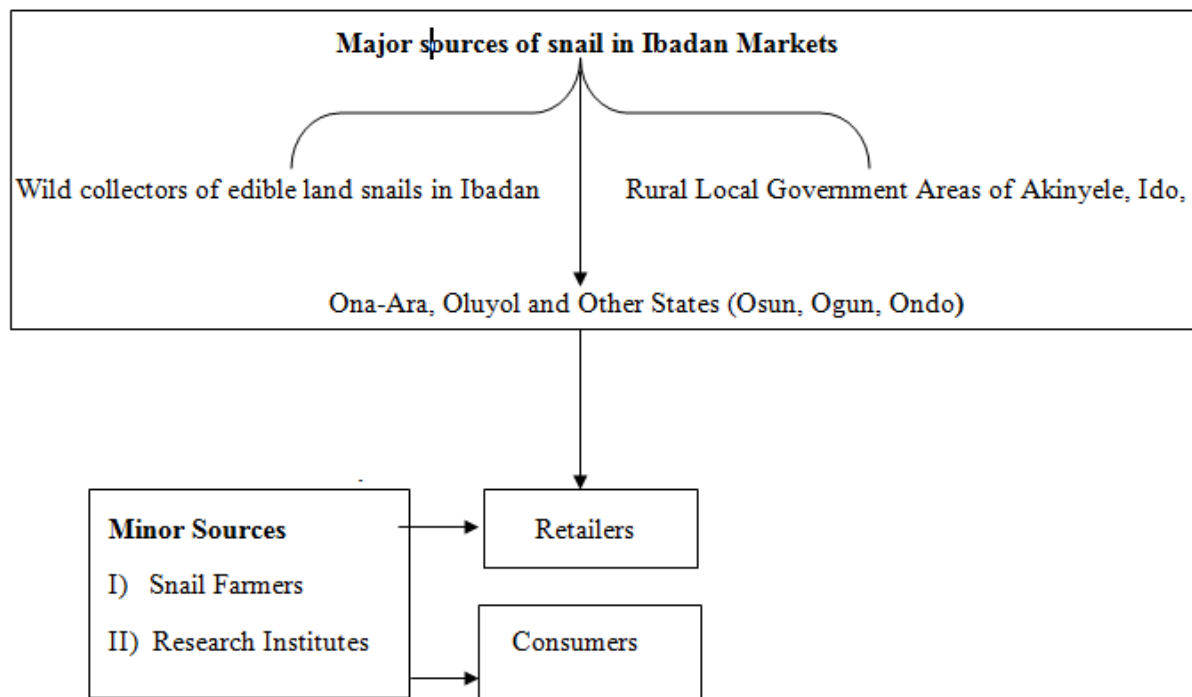 Major sources of snail in Ibadan Markets
Wild collectors of edible land snails in Ibadan
Rural Local Government Areas of Akinyele, Ido,
Ona-Ara, Oluyol and Other States (Osun, Ogun, Ondo)
Minor Sources
I) Snail Farmers
II) Research Institutes
Retailers
Consumers